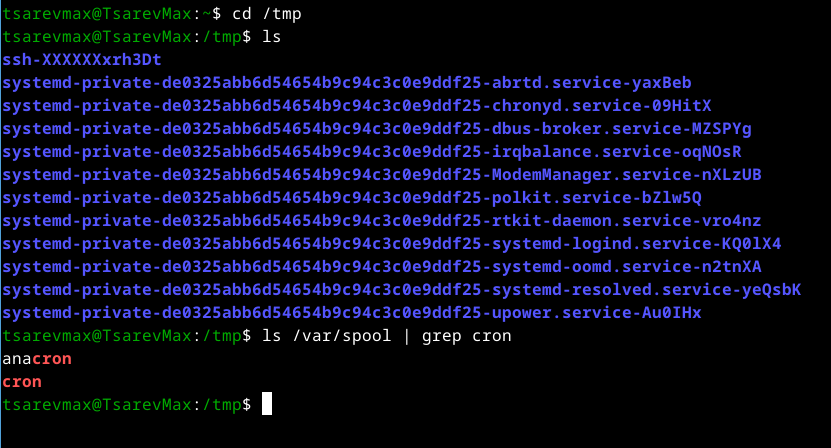 tsarevmax@TsarevMax:~$ cd /tmp
tsarevmax@TsarevMax:/tmp$ ls
ssh-XXXXXXxrh3Dt
systemd-private-de0325abb6d54654b9c94c3c0e9ddf25-abrtd.service-yaxBeb
systemd-private-de0325abb6d54654b9c94c3c0e9ddf25-chronyd.service-09HitX
systemd-private-de0325abb6d54654b9c94c3c0e9ddf25-dbus-broker.service-MZSPYg
systemd-private-de0325abb6d54654b9c94c3c0e9ddf25-irqbalance.service-oqNOsR
systemd-private-de0325abb6d54654b9c94c3c0e9ddf25-ModemManager.service-nXLzUB
systemd-private-de0325abb6d54654b9c94c3c0e9ddf25-polkit.service-bZlw5Q
systemd-private-de0325abb6d54654b9c94c3c0e9ddf25-rtkit-daemon.service-vro4nz
systemd-private-de0325abb6d54654b9c94c3c0e9ddf25-systemd-logind.service-KQ0lX4
systemd-private-de0325abb6d54654b9c94c3c0e9ddf25-systemd-oomd.service-n2tnXA
systemd-private-de0325abb6d54654b9c94c3c0e9ddf25-systemd-resolved.service-yeQsbK
systemd-private-de0325abb6d54654b9c94c3c0e9ddf25-upower.service-Au0IHx
tsarevmax@TsarevMax:/tmp$ ls /var/spool | grep cron
anacron
cron
tsarevmax@TsarevMax:/tmp$